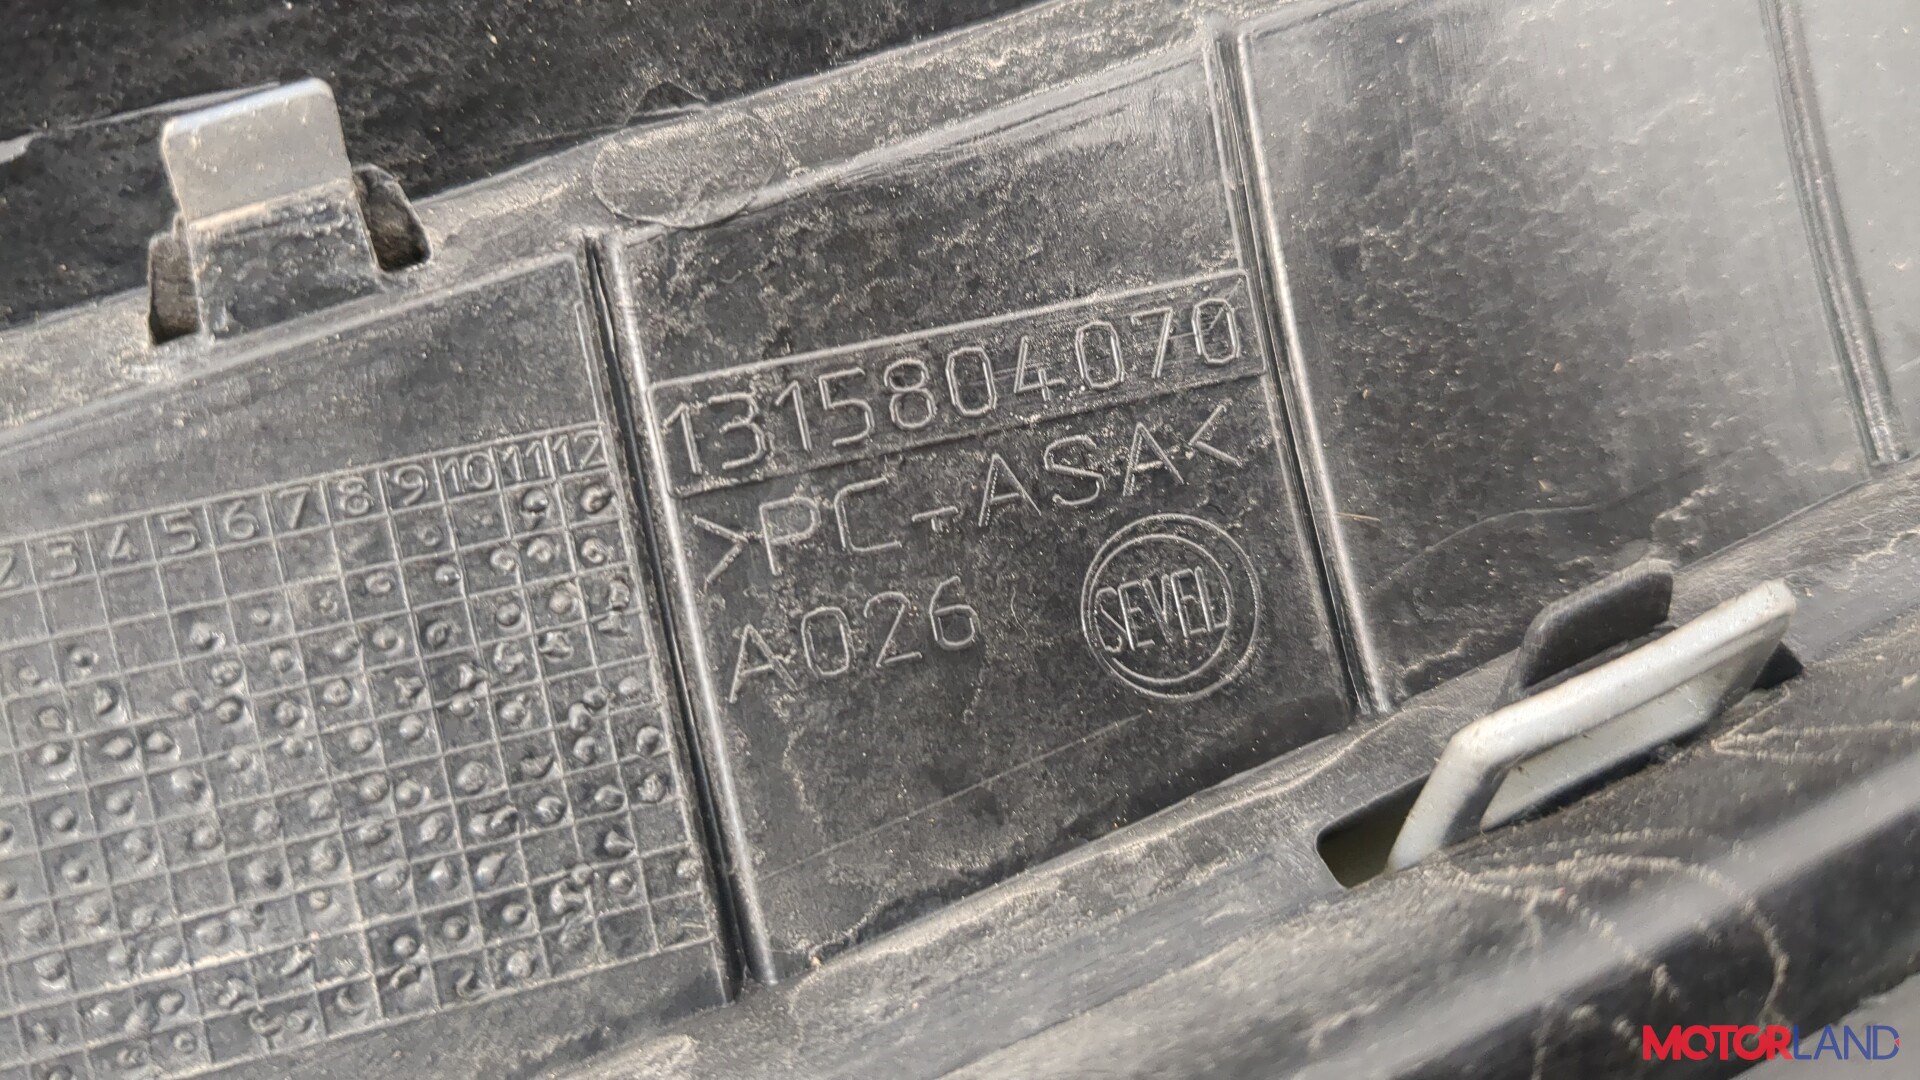 1315804070
>PC-ASA<
A026
SEVEL
2 3 4 5 6 7 8 9 10 11 12
MOTORLAND